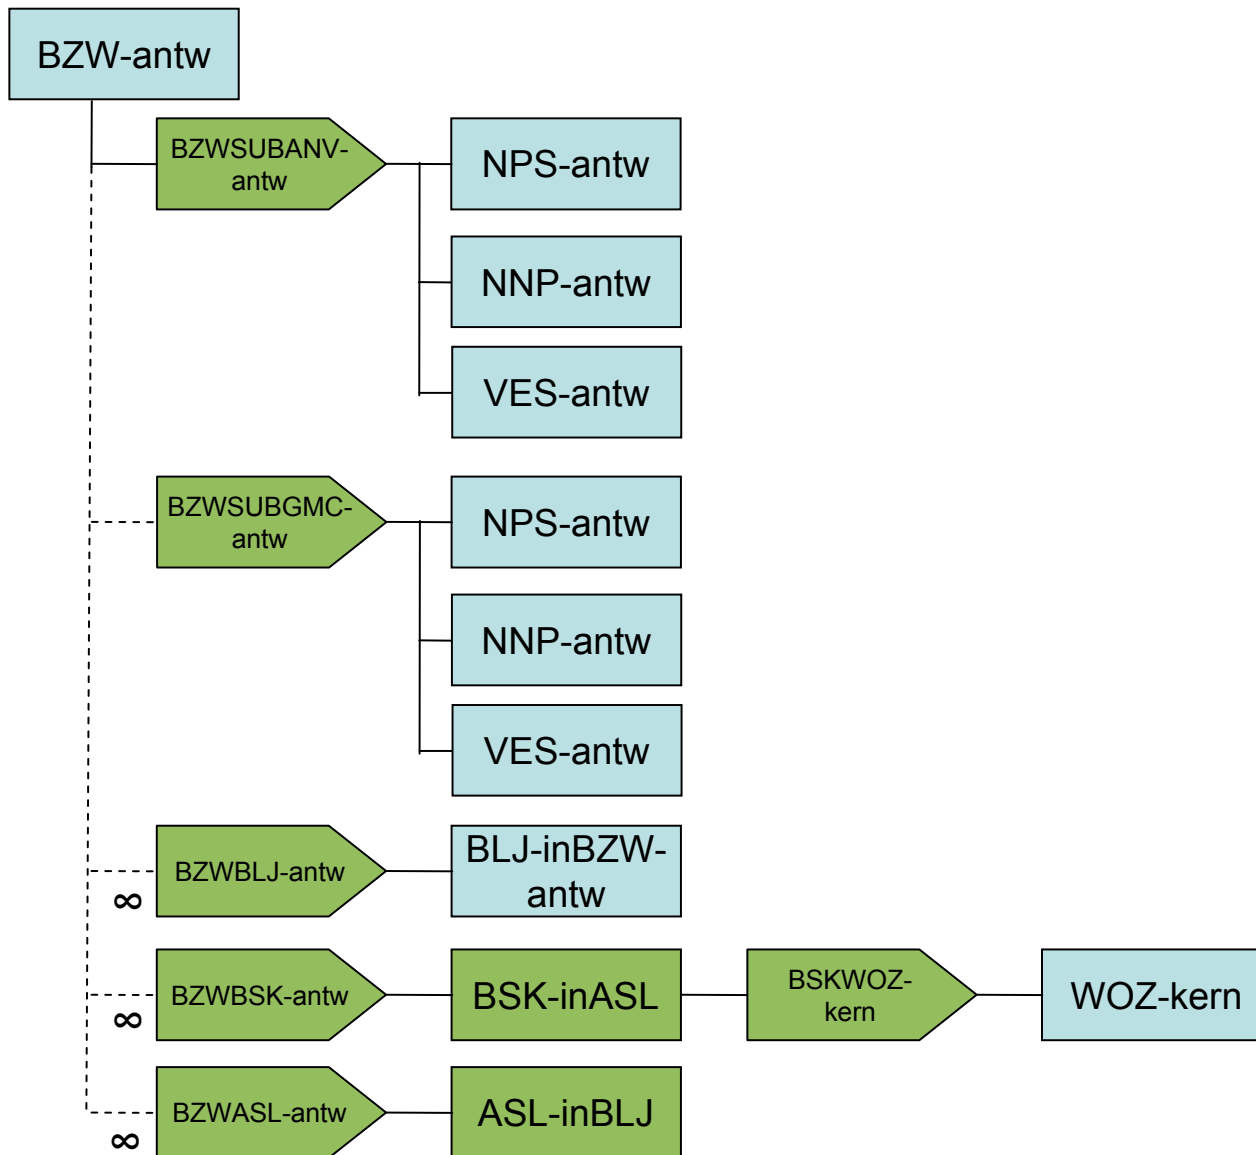 BZW-antw
BZWSUBANV-
antw
NPS-antw
NNP-antw
VES-antw
BZWSUBGMC-
antw
NPS-antw
NNP-antw
VES-antw
BZWBLJ-antw
∞
BLJ-inBZW-
antw
BZWBSK-antw
∞
BSK-inASL
BSKWOZ-
kern
WOZ-kern
BZWASL-antw
∞
ASL-inBLJ